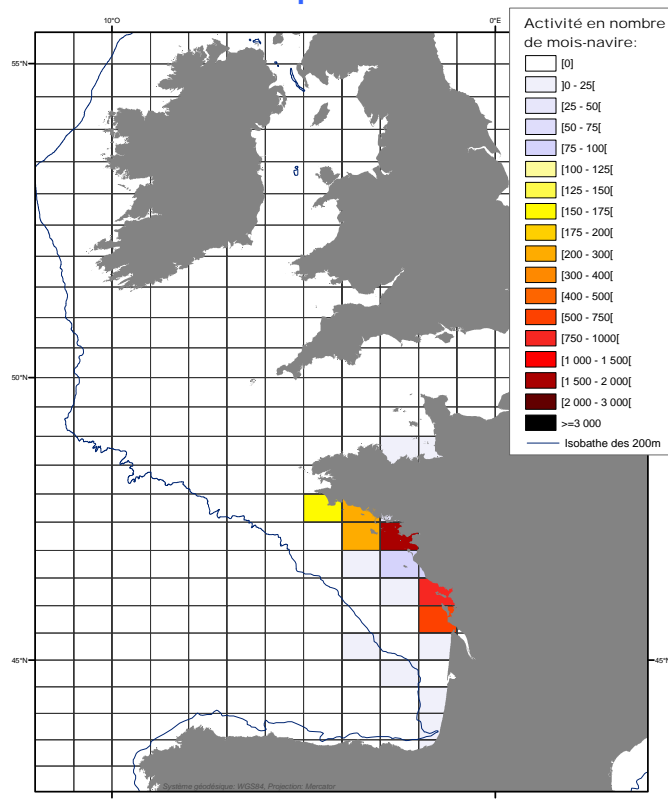 10°O
0°E
55°N
50°N
45°N
45°N
Activité en nombre
de mois-navire:
[0]
]0 - 25[
[25 - 50[
[50 - 75[
[75 - 100[
[100 - 125[
[125 - 150[
[150 - 175[
[175 - 200[
[200 - 300[
[300 - 400[
[400 - 500[
[500 - 750[
[750 - 1000[
[1 000 - 1 500[
[1 500 - 2 000[
[2 000 - 3 000[
>=3 000
Isobathe des 200m
Système géodésique: WGS84, Projection: Mercator